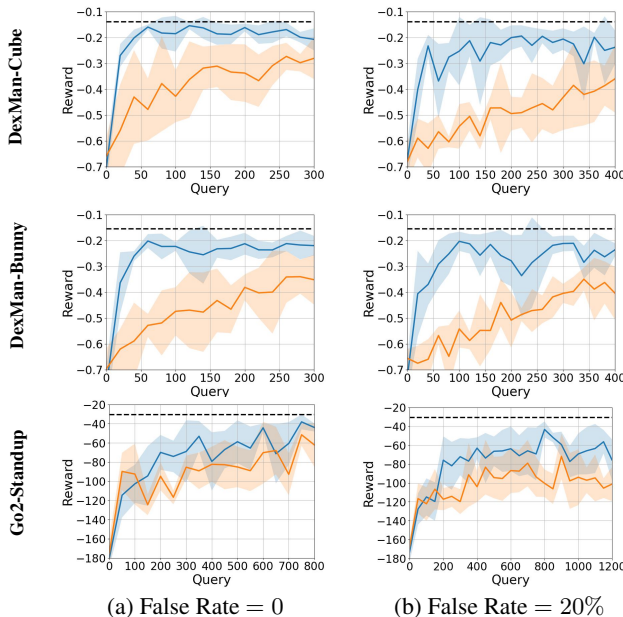 DexMan-Cube
Reward
−0.1
−0.2
−0.3
−0.4
−0.5
−0.6
−0.7
0 50 100 150 200 250 300
Query
Reward
−0.1
−0.2
−0.3
−0.4
−0.5
−0.6
−0.7
0 50 100 150 200 250 300 350 400
Query
DexMan-Bunny
Reward
−0.1
−0.2
−0.3
−0.4
−0.5
−0.6
−0.7
0 50 100 150 200 250 300
Query
Reward
−0.1
−0.2
−0.3
−0.4
−0.5
−0.6
−0.7
0 50 100 150 200 250 300 350 400
Query
Go2-Standup
Reward
−20
−40
−60
−80
−100
−120
−140
−160
−180
0 100 200 300 400 500 600 700 800
Query
Reward
−20
−40
−60
−80
−100
−120
−140
−160
−180
0 200 400 600 800 1000 1200
Query
(a) False Rate = 0
(b) False Rate = 20%